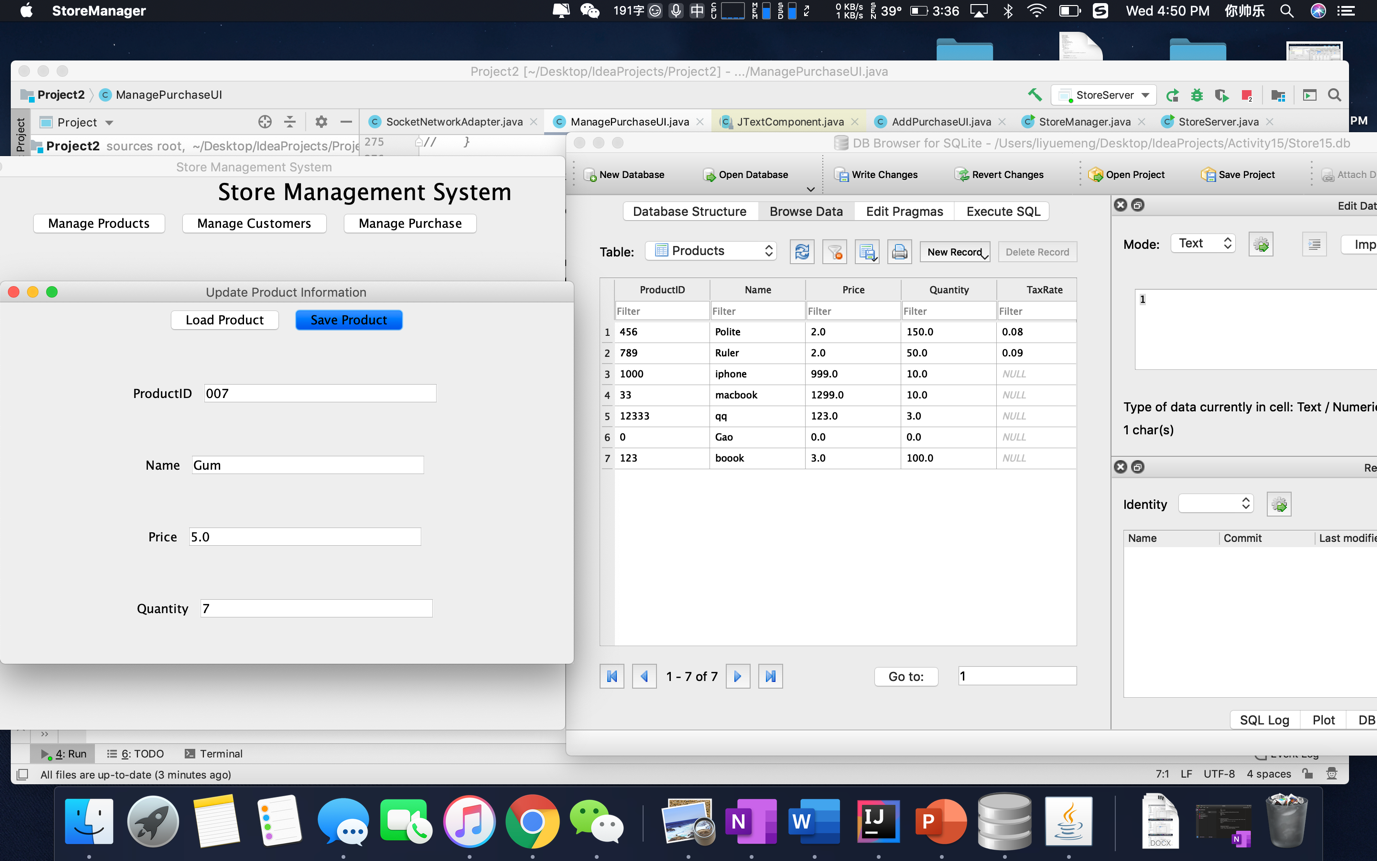 StoreManager
191字
中
0 KB/s
1 KB/s
39°
3:36
Wed 4:50 PM
你帅乐
Project2 [~/Desktop/IdeaProjects/Project2] - .../ManagePurchaseUI.java
Project2
ManagePurchaseUI
StoreServer
Project
Project
SocketNetworkAdapter.java
ManagePurchaseUI.java
JTextComponent.java
AddPurchaseUI.java
StoreManager.java
StoreServer.java
PM
Project2 sources root, ~/Desktop/IdeaProjects/Proje
275
// }
Store Management System
Store Management System
Manage Products
Manage Customers
Manage Purchase
Update Product Information
Load Product
Save Product
ProductID
007
Name
Gum
Price
5.0
Quantity
7
DB Browser for SQLite - /Users/liyuemeng/Desktop/IdeaProjects/Activity15/Store15.db
New Database
Open Database
Write Changes
Revert Changes
Open Project
Save Project
Attach D
Database Structure
Browse Data
Edit Pragmas
Execute SQL
Table:
Products
New Record
Delete Record
ProductID Name Price Quantity TaxRate
Filter Filter Filter Filter Filter
1 456 Polite 2.0 150.0 0.08
2 789 Ruler 2.0 50.0 0.09
3 1000 iphone 999.0 10.0 NULL
4 33 macbook 1299.0 10.0 NULL
5 12333 qq 123.0 3.0 NULL
6 0 Gao 0.0 0.0 NULL
7 123 boook 3.0 100.0 NULL
1 - 7 of 7
Go to:
1
Edit Dat
Mode:
Text
Imp
1
Type of data currently in cell: Text / Numeri
1 char(s)
Re
Identity
Name
Commit
Last modifie
SQL Log
Plot
DB
4: Run
6: TODO
Terminal
Event Log
All files are up-to-date (3 minutes ago)
7:1
LF
UTF-8
4 spaces
N
W
IJ
P
DOCX
N